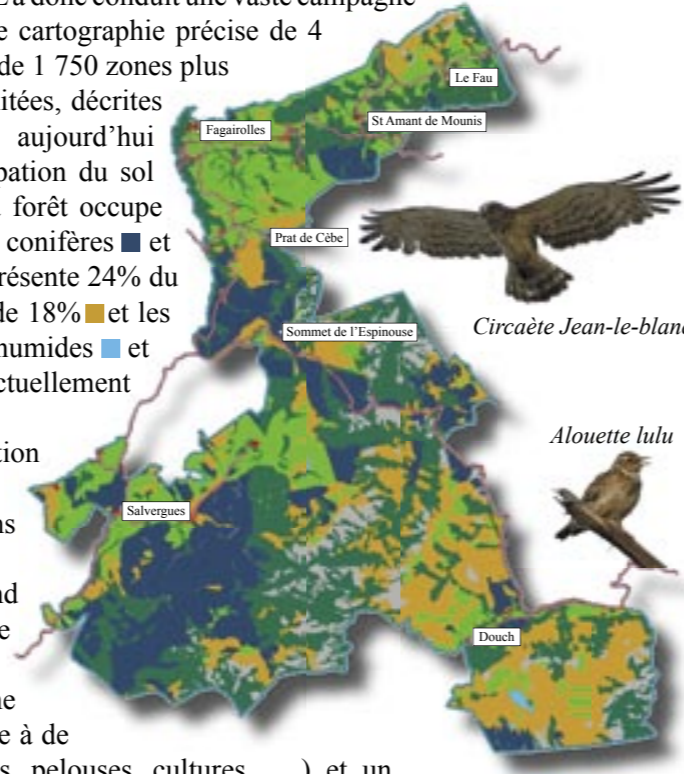 a donc conduit une vaste campagne
e cartographie précise de 4
de 1 750 zones plus
itées, décrites
aujourd'hui
pation du sol
forêt occupe
conifères et
résente 24% du
de 18% et les
humides et
ctuellement
tion
ns
nd
e
ne
e à de
s, pelouses, cultures, ...) et un
Le Fau
St Amant de Mounis
Fagairolles
Prat de Cèbe
Sommet de l'Espinouse
Circaète Jean-le-blanc
Alouette lulu
Salvergues
Douch